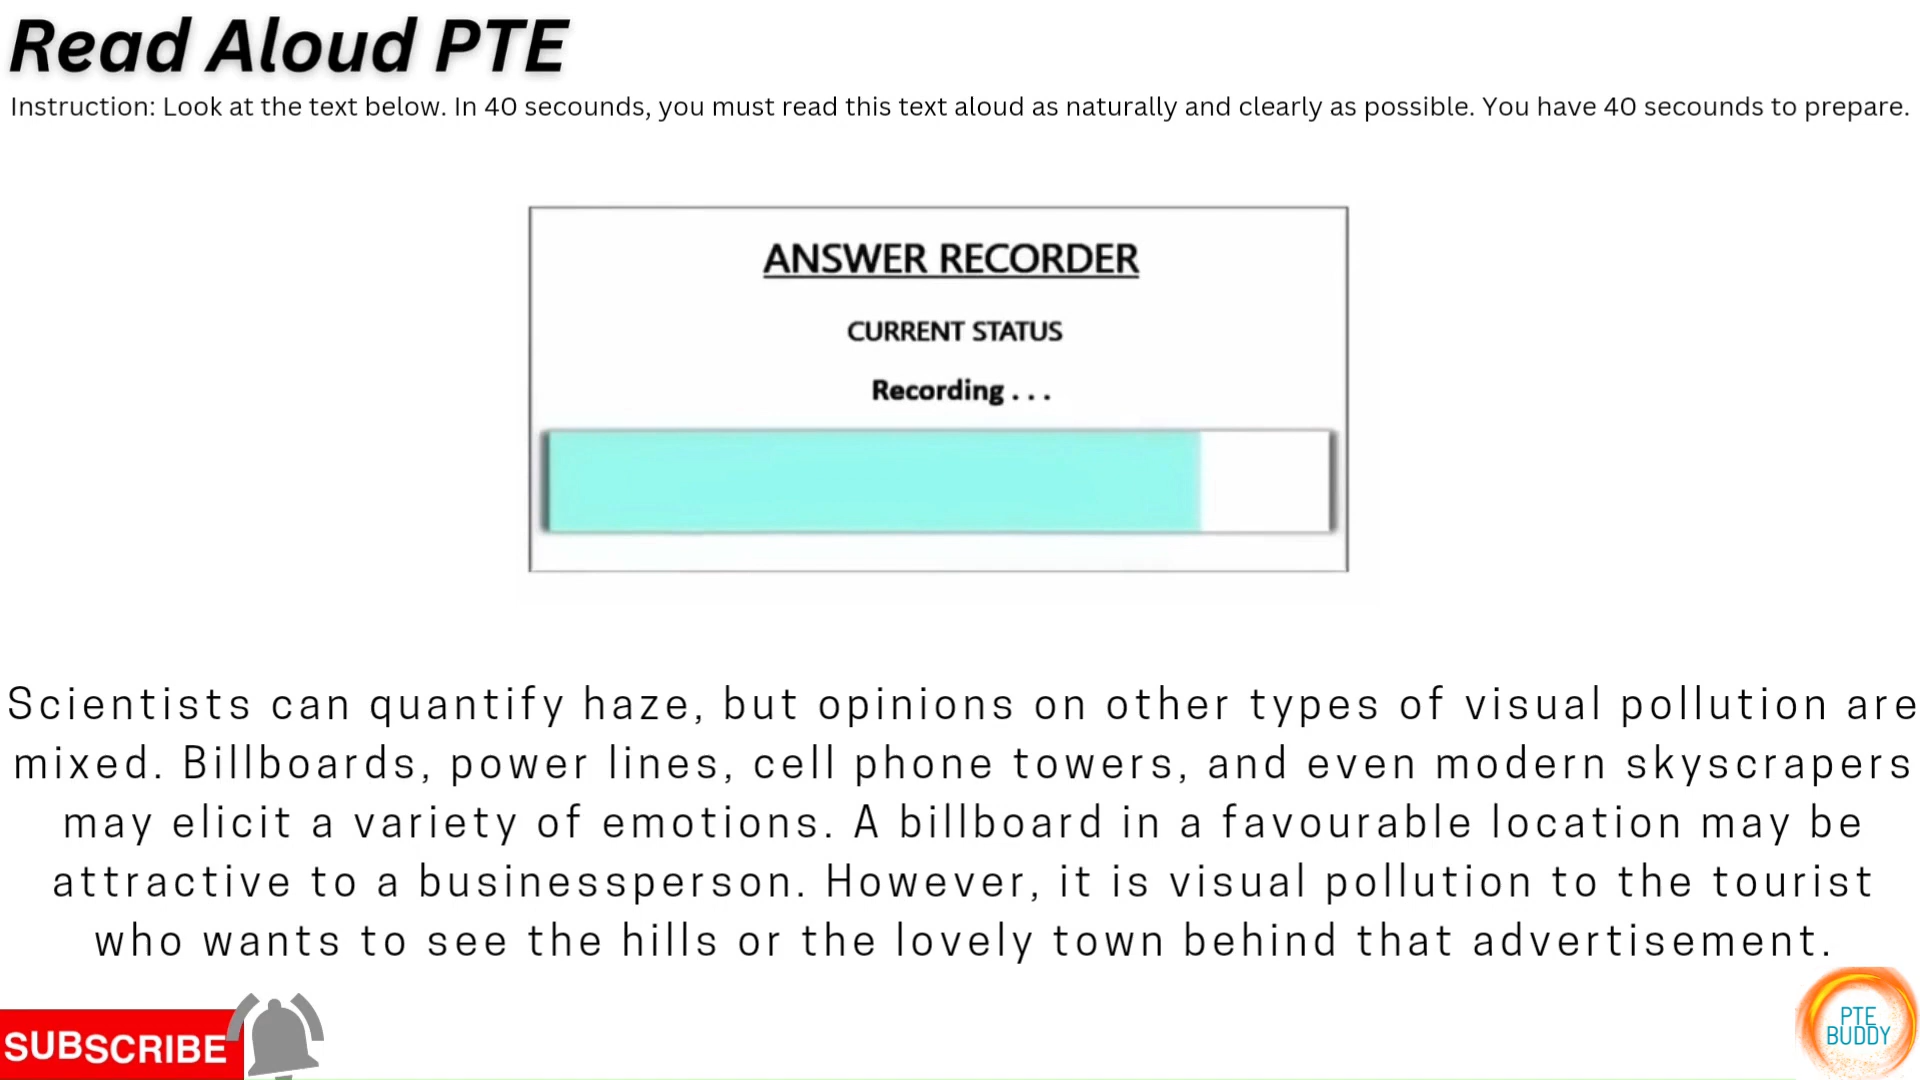 Read Aloud PTE
Instruction: Look at the text below. In 40 secounds, you must read this text aloud as naturally and clearly as possible. You have 40 secounds to prepare.
ANSWER RECORDER
CURRENT STATUS
Recording . . .
Scientists can quantify haze, but opinions on other types of visual pollution are
mixed. Billboards, power lines, cell phone towers, and even modern skyscrapers
may elicit a variety of emotions. A billboard in a favourable location may be
attractive to a businessperson. However, it is visual pollution to the tourist
who wants to see the hills or the lovely town behind that advertisement.
SUBSCRIBE
PTE
BUDDY